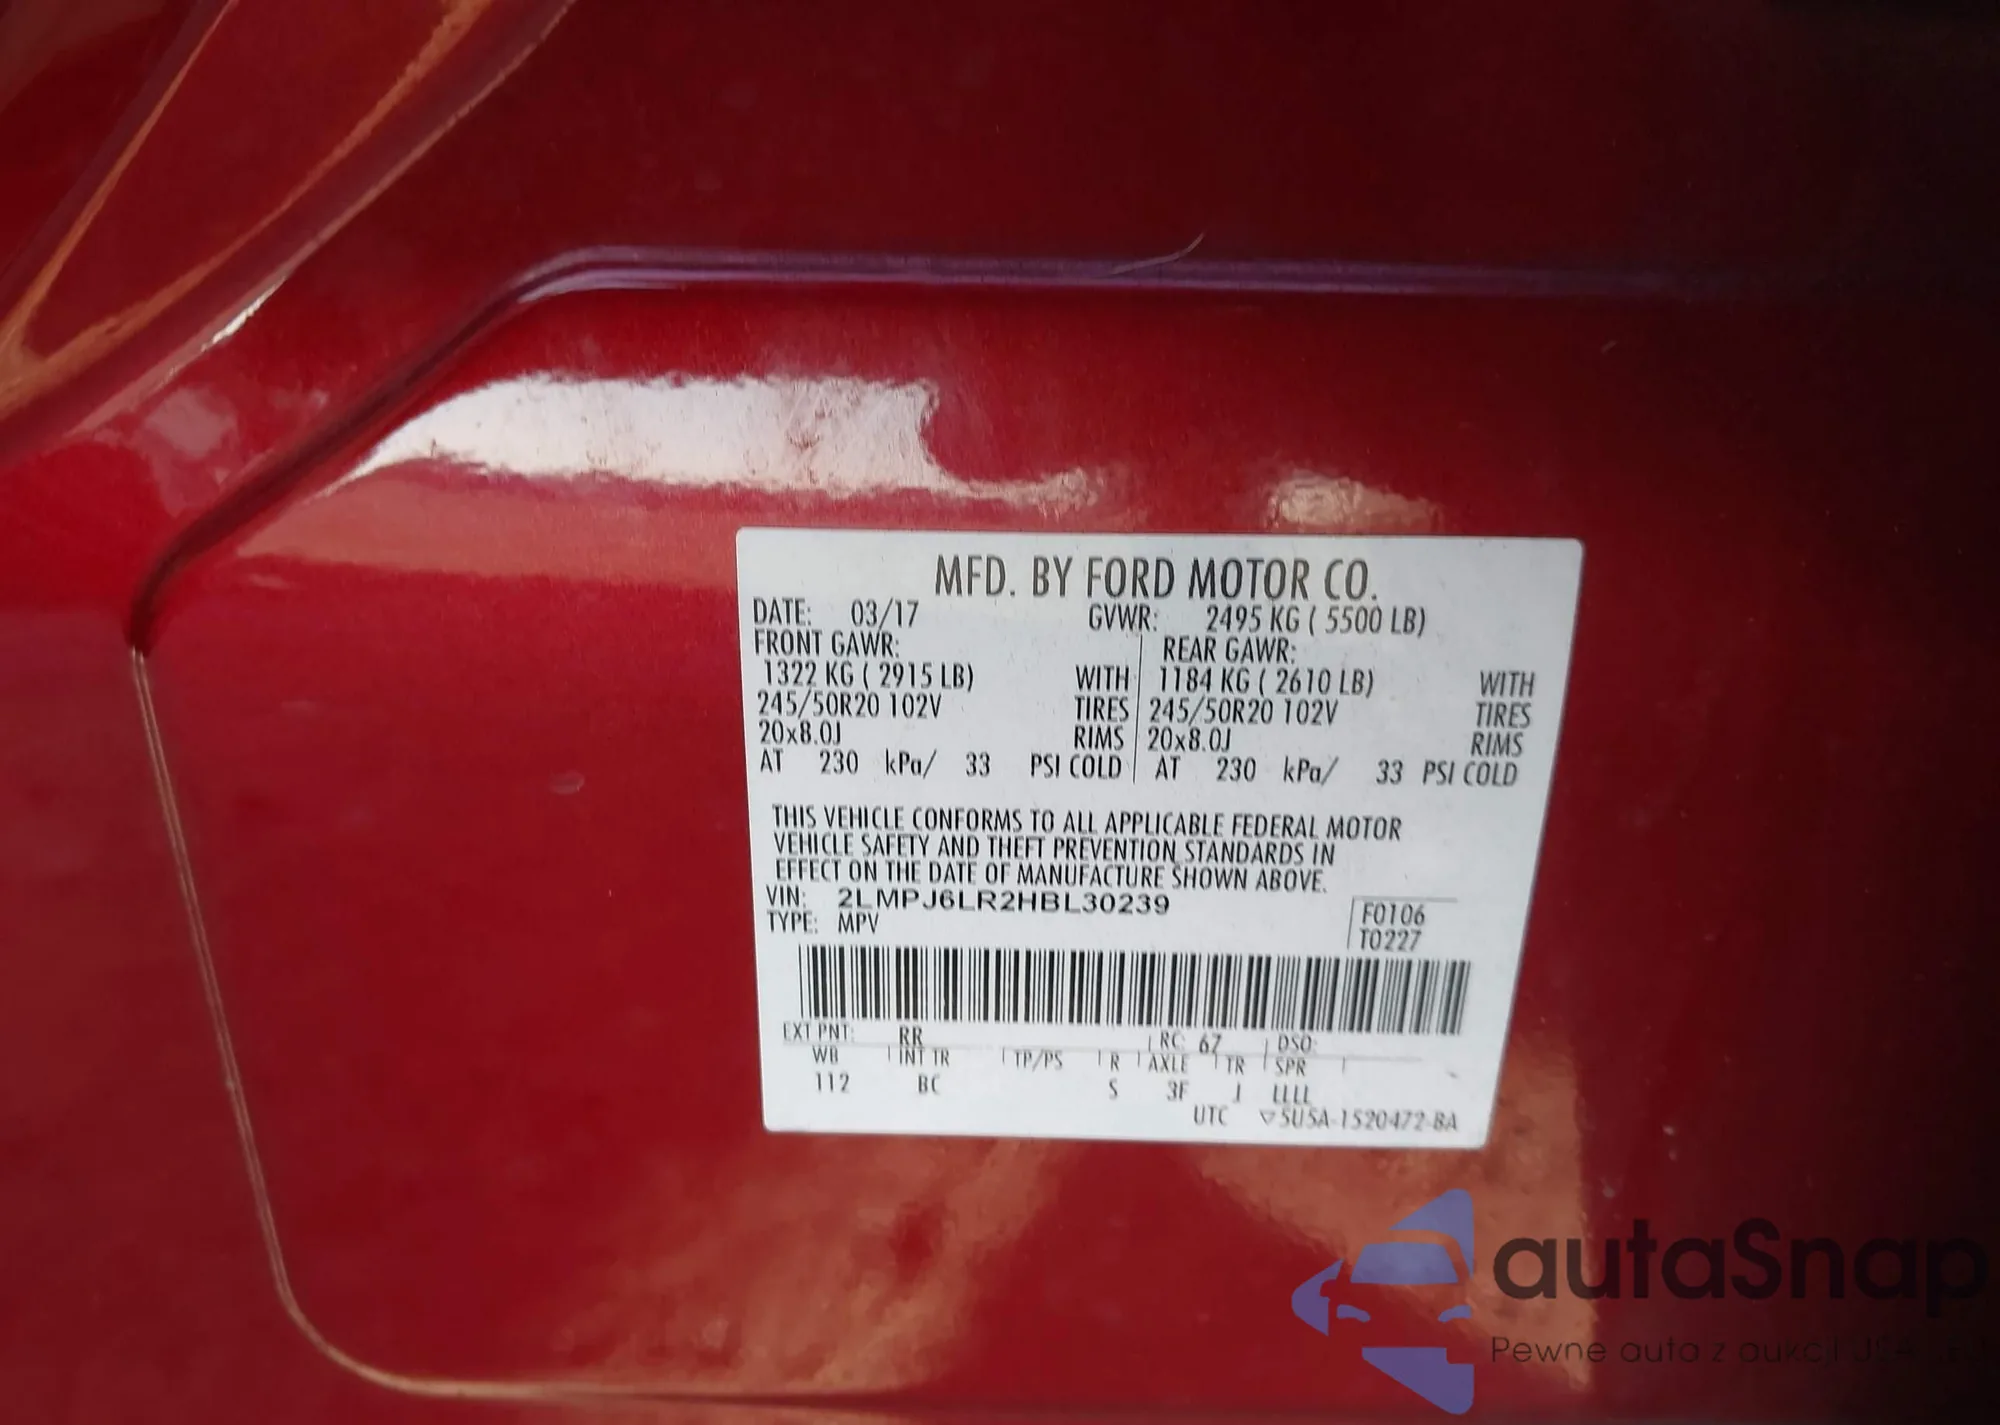 MFD. BY FORD MOTOR CO.
DATE: 03/17 GVWR: 2495 KG ( 5500 LB)
FRONT GAWR: REAR GAWR:
1322 KG ( 2915 LB) WITH 1184 KG ( 2610 LB) WITH
245/50R20 102V TIRES 245/50R20 102V TIRES
20x8.0J RIMS 20x8.0J RIMS
AT 230 kPa/ 33 PSI COLD AT 230 kPa/ 33 PSI COLD
THIS VEHICLE CONFORMS TO ALL APPLICABLE FEDERAL MOTOR
VEHICLE SAFETY AND THEFT PREVENTION STANDARDS IN
EFFECT ON THE DATE OF MANUFACTURE SHOWN ABOVE.
VIN: 2LMPJ6LR2HBL30239
TYPE: MPV
F0106
T0227
EXT PNT: RR RC: 67 DSO:
WB INT TR TP/PS R AXLE TR SPR
112 BC S 3F J LLLL
UTC ▽5U5A-1520472-BA
autaSnap
Pewne auta z aukcji